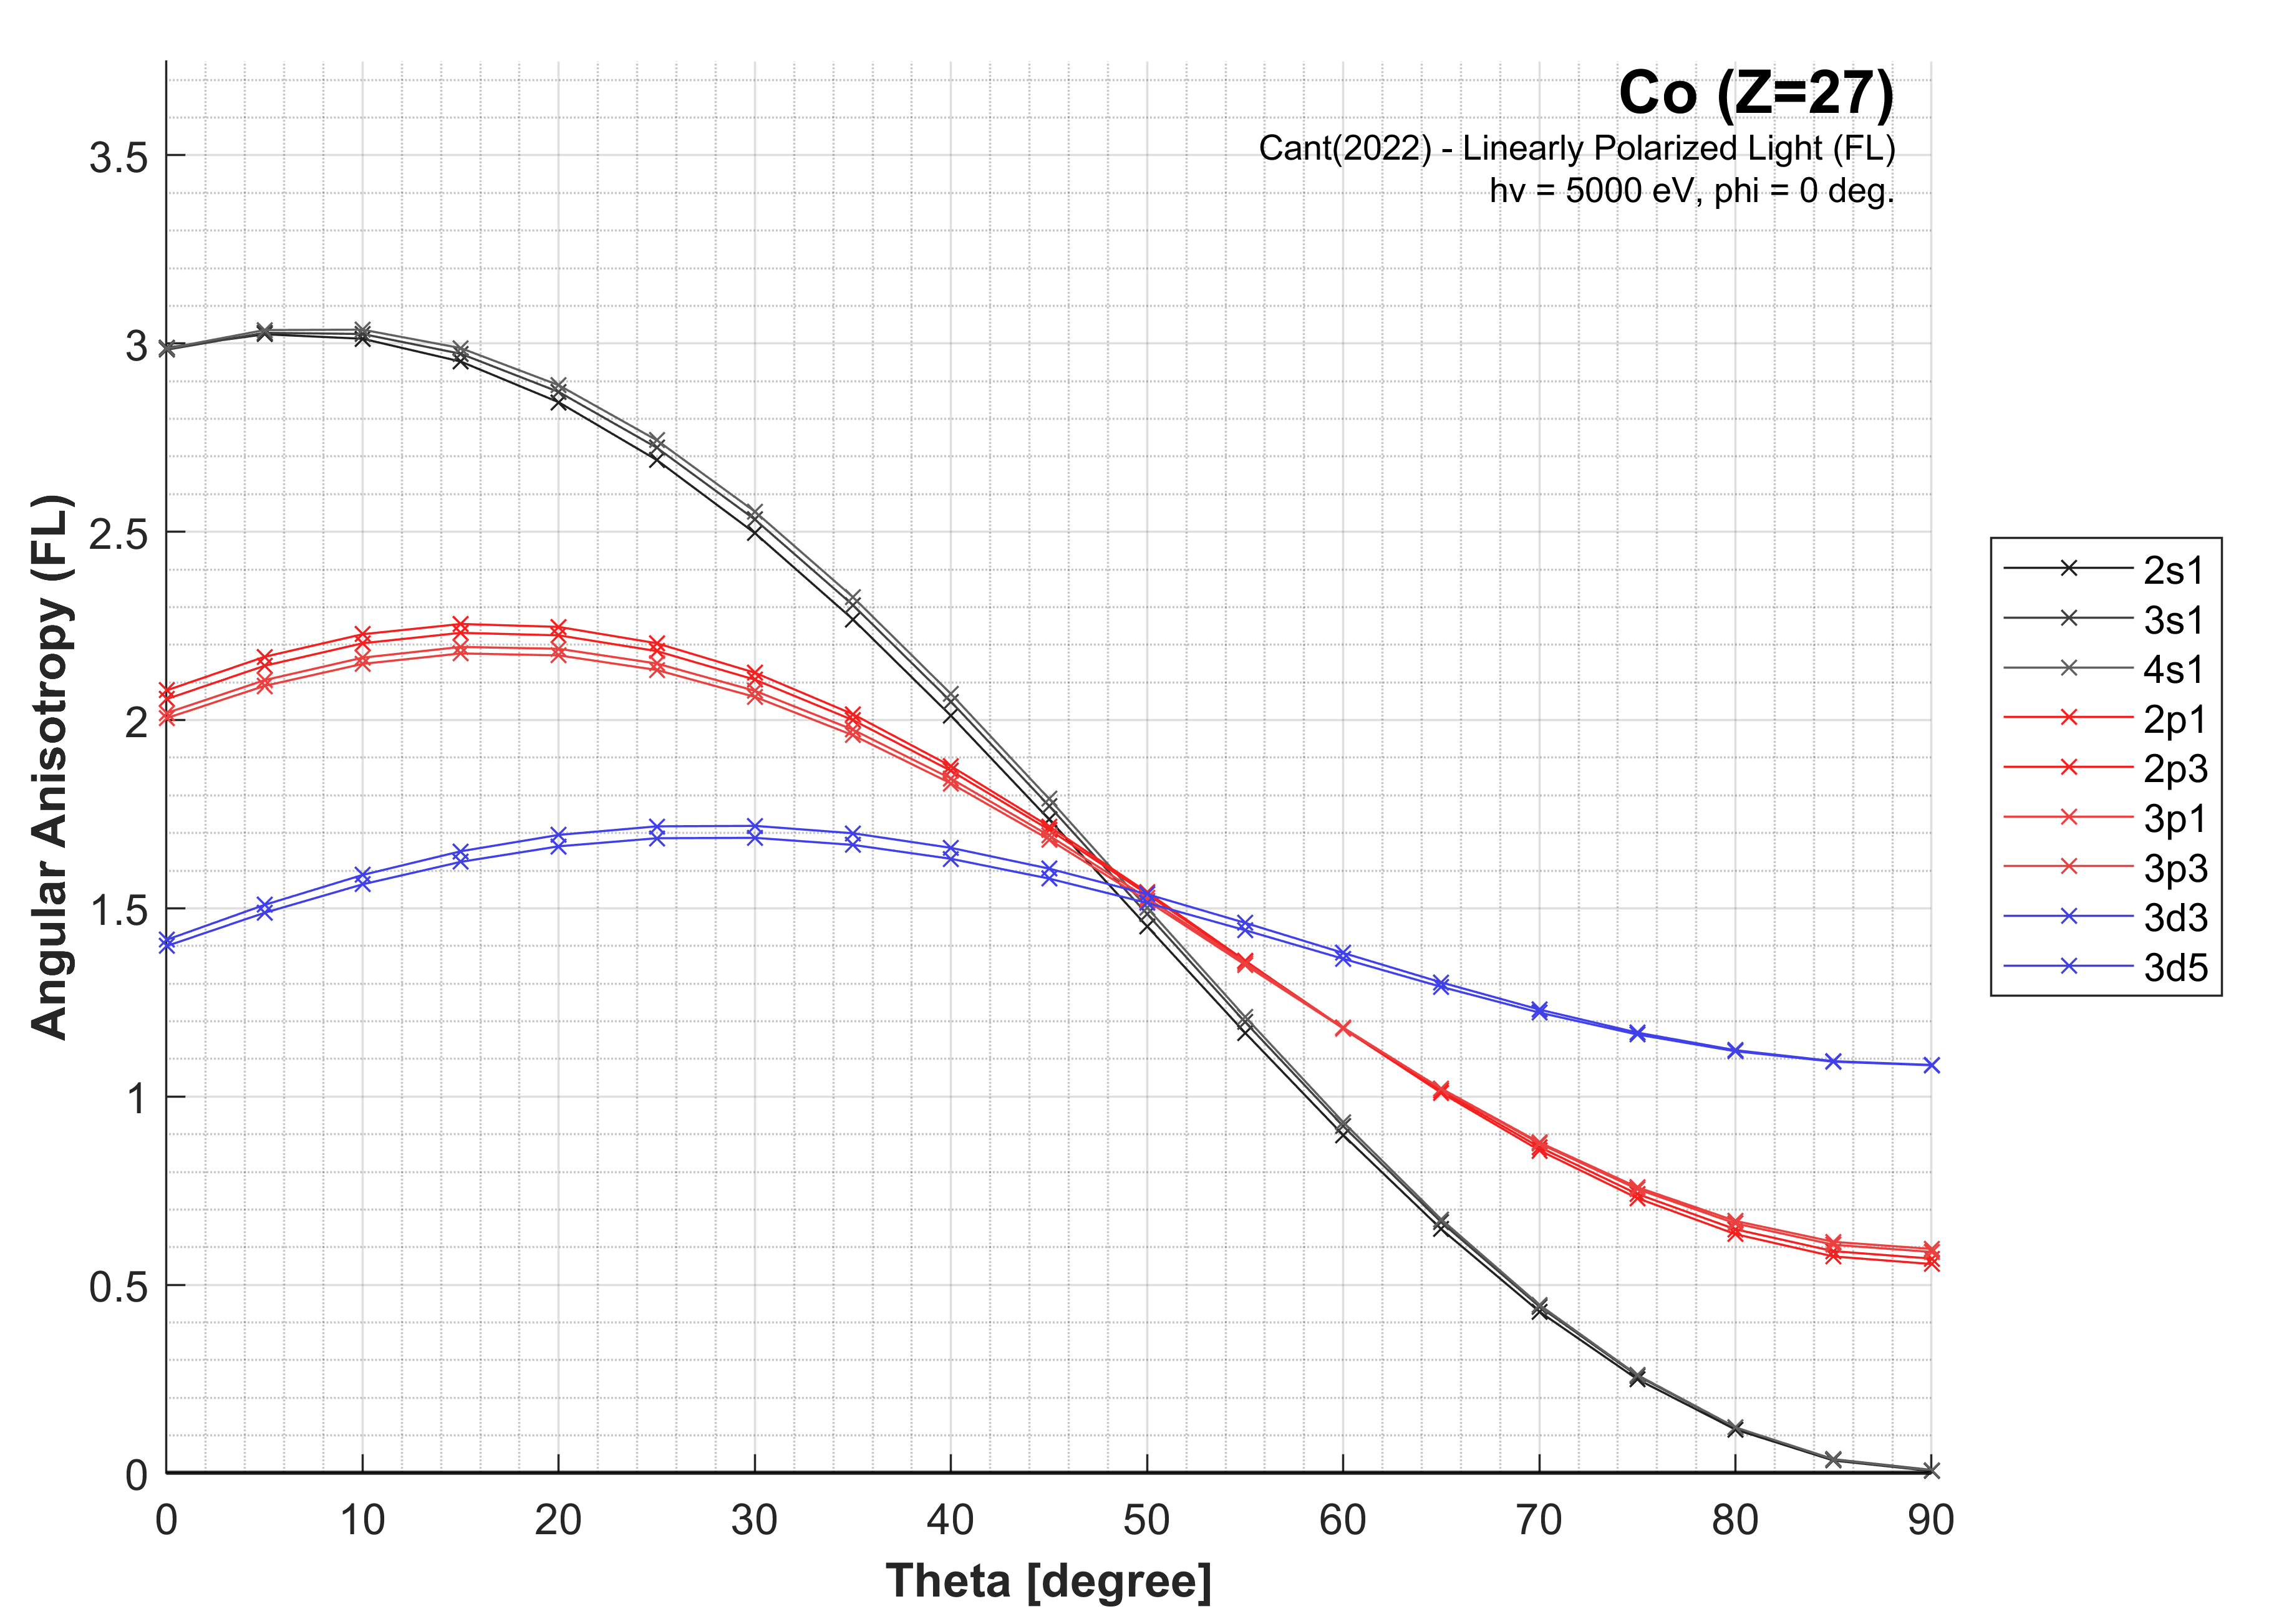 Co (Z=27)
Cant(2022) - Linearly Polarized Light (FL)
hv = 5000 eV, phi = 0 deg.
Angular Anisotropy (FL)
3.5
3
2.5
2
1.5
1
0.5
0
0 10 20 30 40 50 60 70 80 90
Theta [degree]
2s1
3s1
4s1
2p1
2p3
3p1
3p3
3d3
3d5